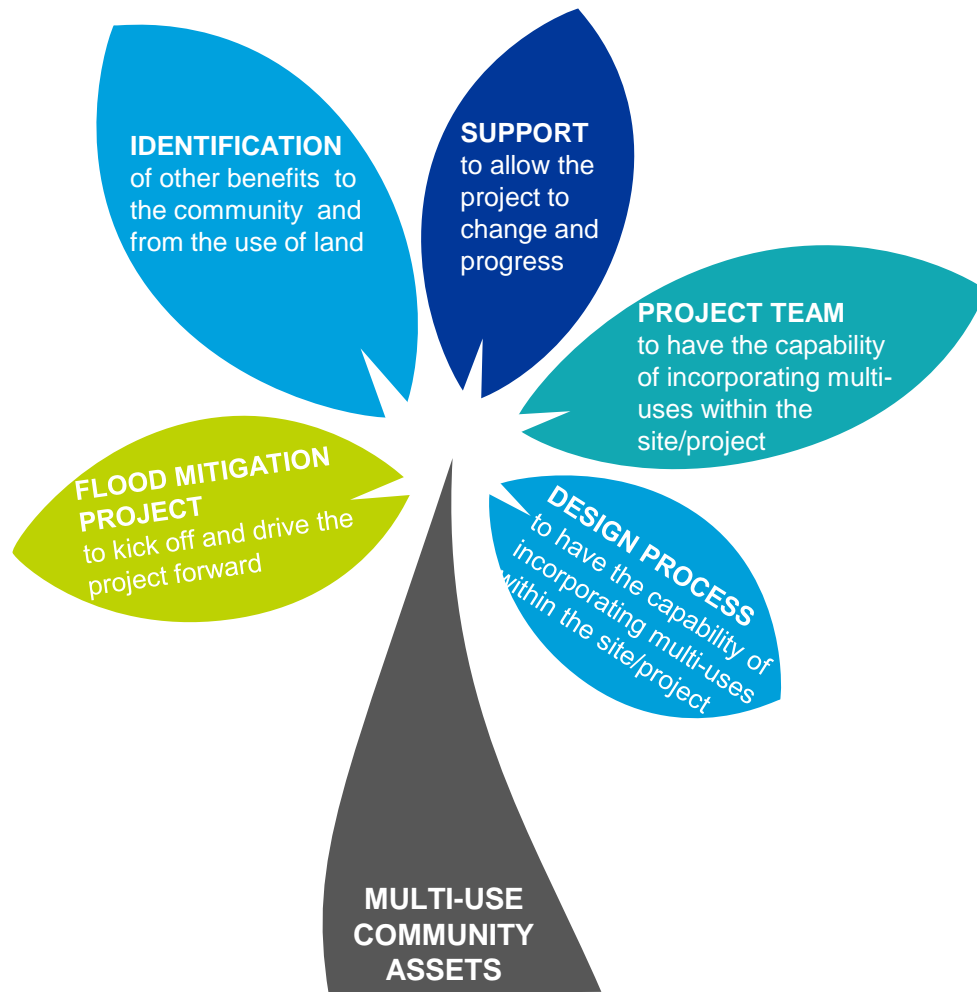 IDENTIFICATION
of other benefits to
the community and
from the use of land
SUPPORT
to allow the
project to
change and
progress
PROJECT TEAM
to have the capability
of incorporating multi-
uses within the
site/project
FLOOD MITIGATION
PROJECT
to kick off and drive the
project forward
DESIGN PROCESS
to have the capability of
incorporating multi-uses
within the site/project
MULTI-USE
COMMUNITY
ASSETS